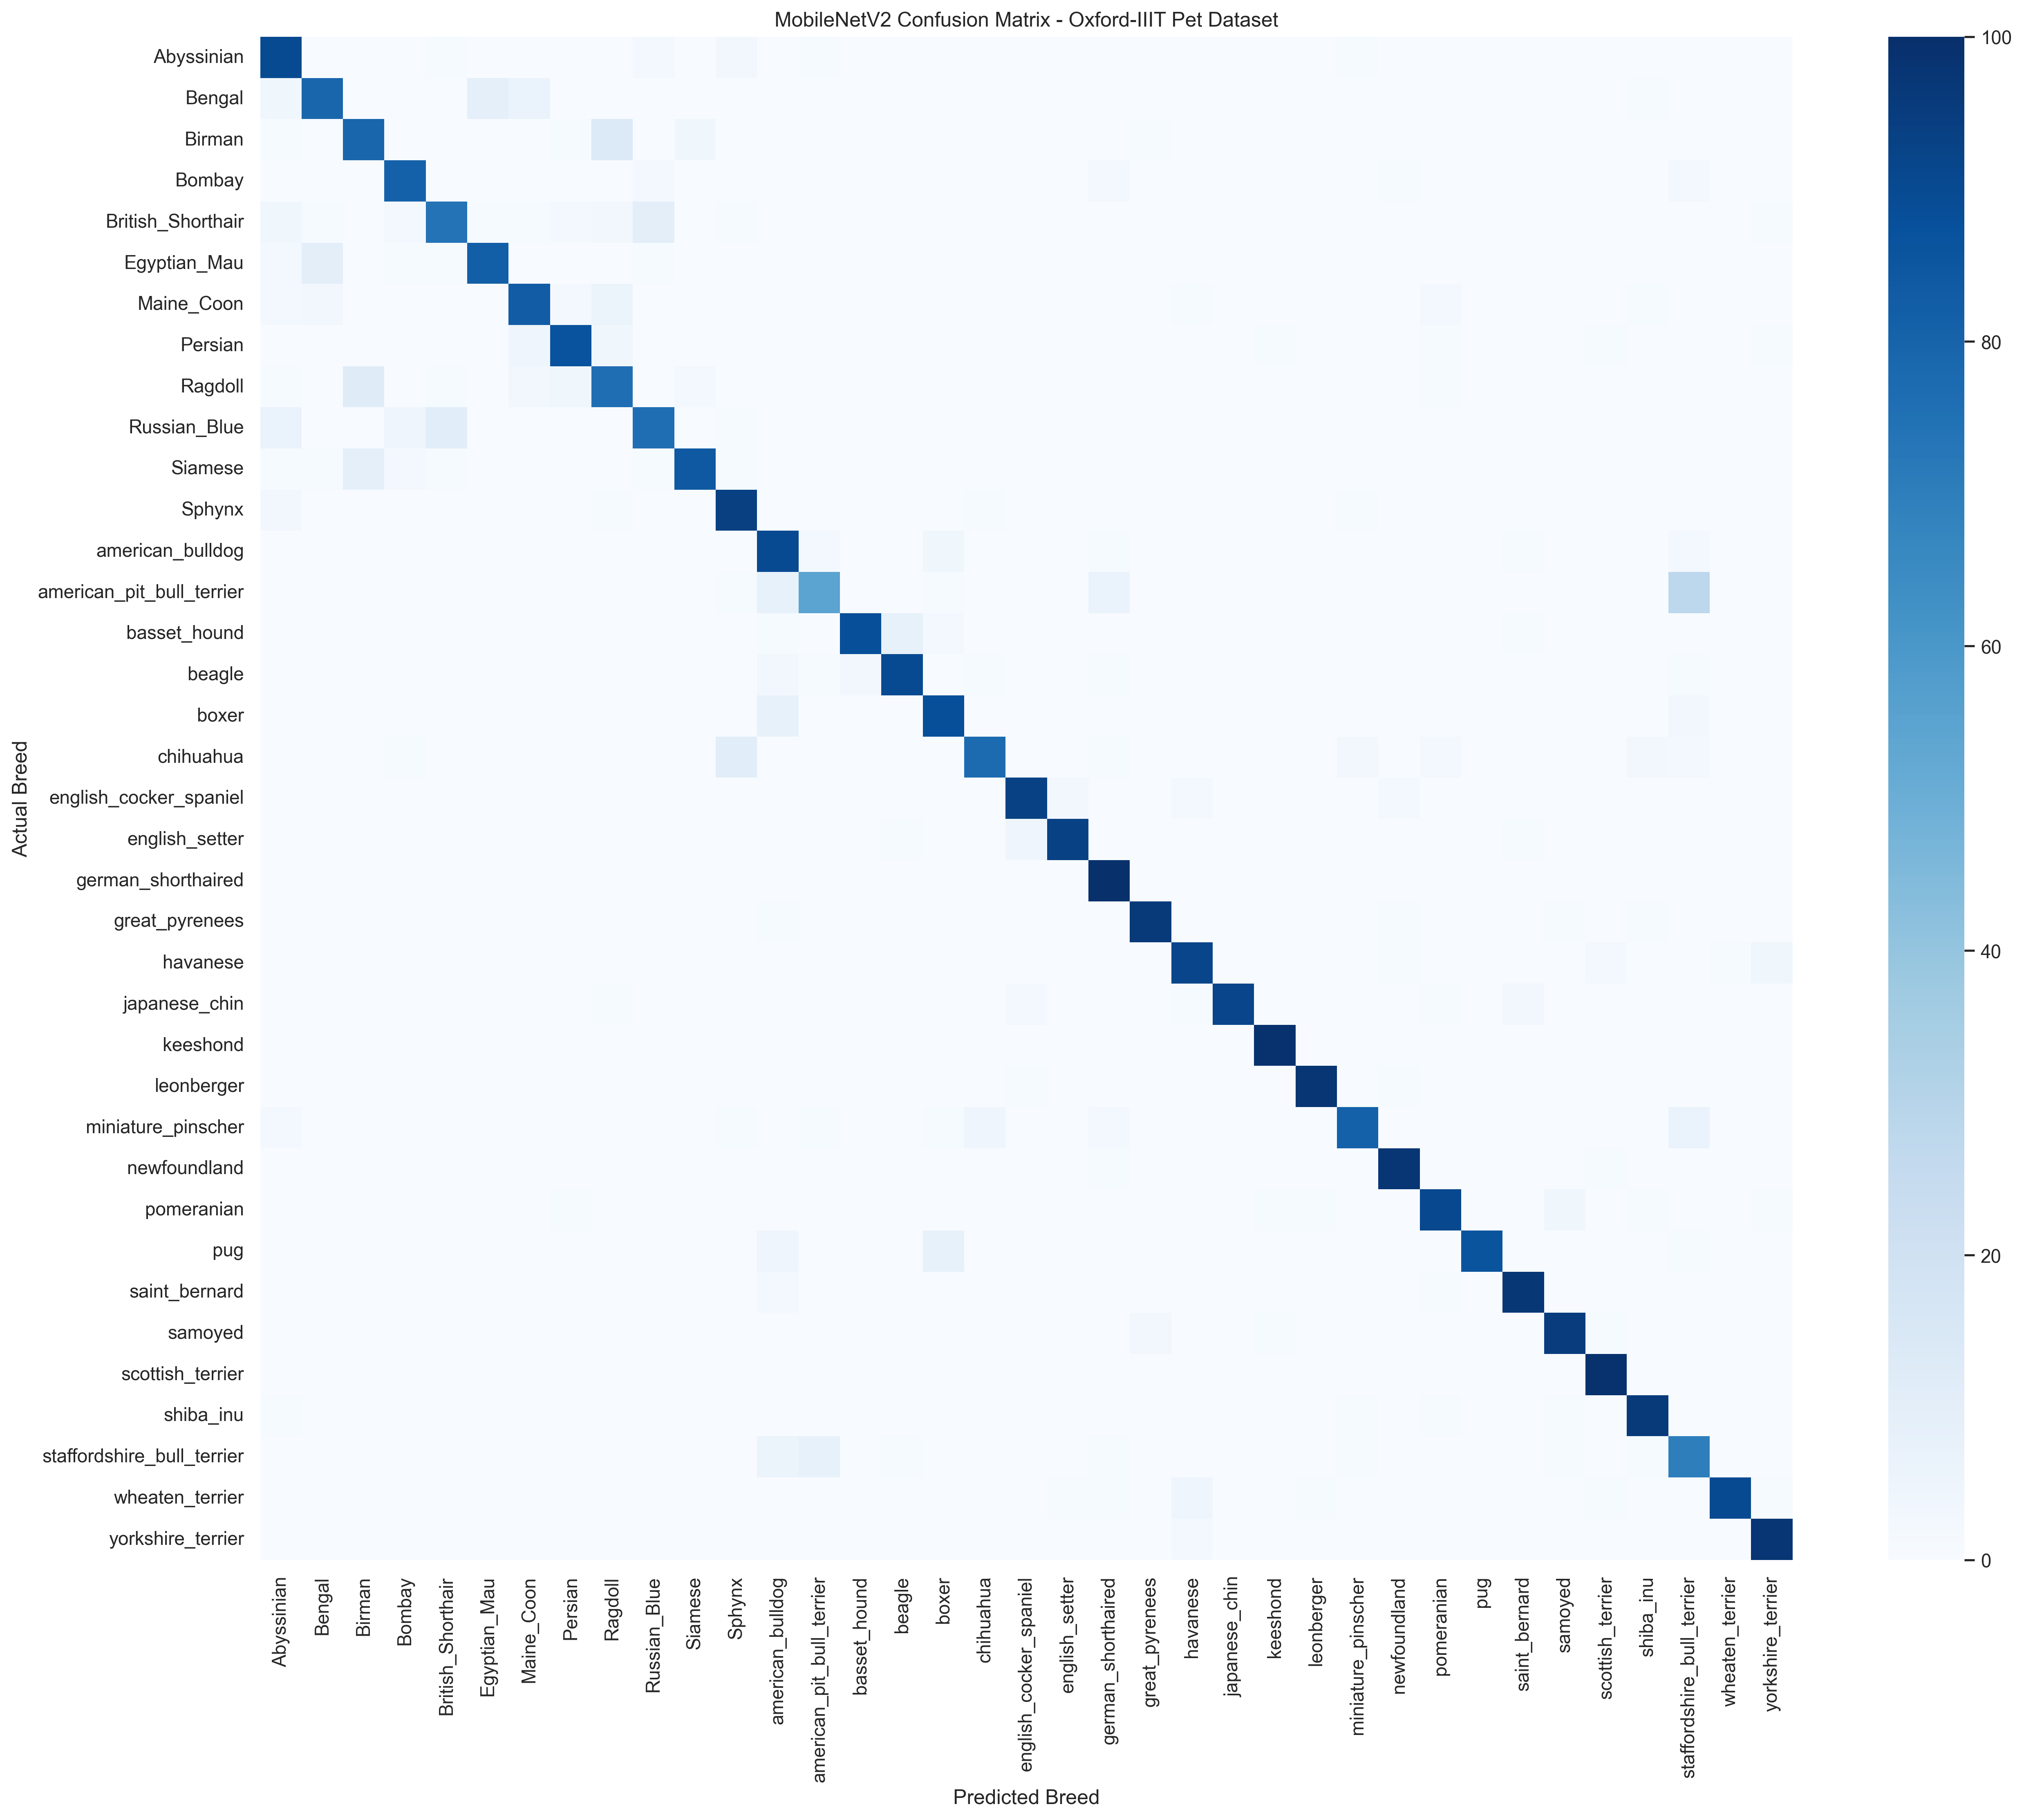 MobileNetV2 Confusion Matrix - Oxford-IIIT Pet Dataset
Actual Breed
Abyssinian
Bengal
Birman
Bombay
British_Shorthair
Egyptian_Mau
Maine_Coon
Persian
Ragdoll
Russian_Blue
Siamese
Sphynx
american_bulldog
american_pit_bull_terrier
basset_hound
beagle
boxer
chihuahua
english_cocker_spaniel
english_setter
german_shorthaired
great_pyrenees
havanese
japanese_chin
keeshond
leonberger
miniature_pinscher
newfoundland
pomeranian
pug
saint_bernard
samoyed
scottish_terrier
shiba_inu
staffordshire_bull_terrier
wheaten_terrier
yorkshire_terrier
Abyssinian
Bengal
Birman
Bombay
British_Shorthair
Egyptian_Mau
Maine_Coon
Persian
Ragdoll
Russian_Blue
Siamese
Sphynx
american_bulldog
american_pit_bull_terrier
basset_hound
beagle
boxer
chihuahua
english_cocker_spaniel
english_setter
german_shorthaired
great_pyrenees
havanese
japanese_chin
keeshond
leonberger
miniature_pinscher
newfoundland
pomeranian
pug
saint_bernard
samoyed
scottish_terrier
shiba_inu
staffordshire_bull_terrier
wheaten_terrier
yorkshire_terrier
Predicted Breed
100
80
60
40
20
0